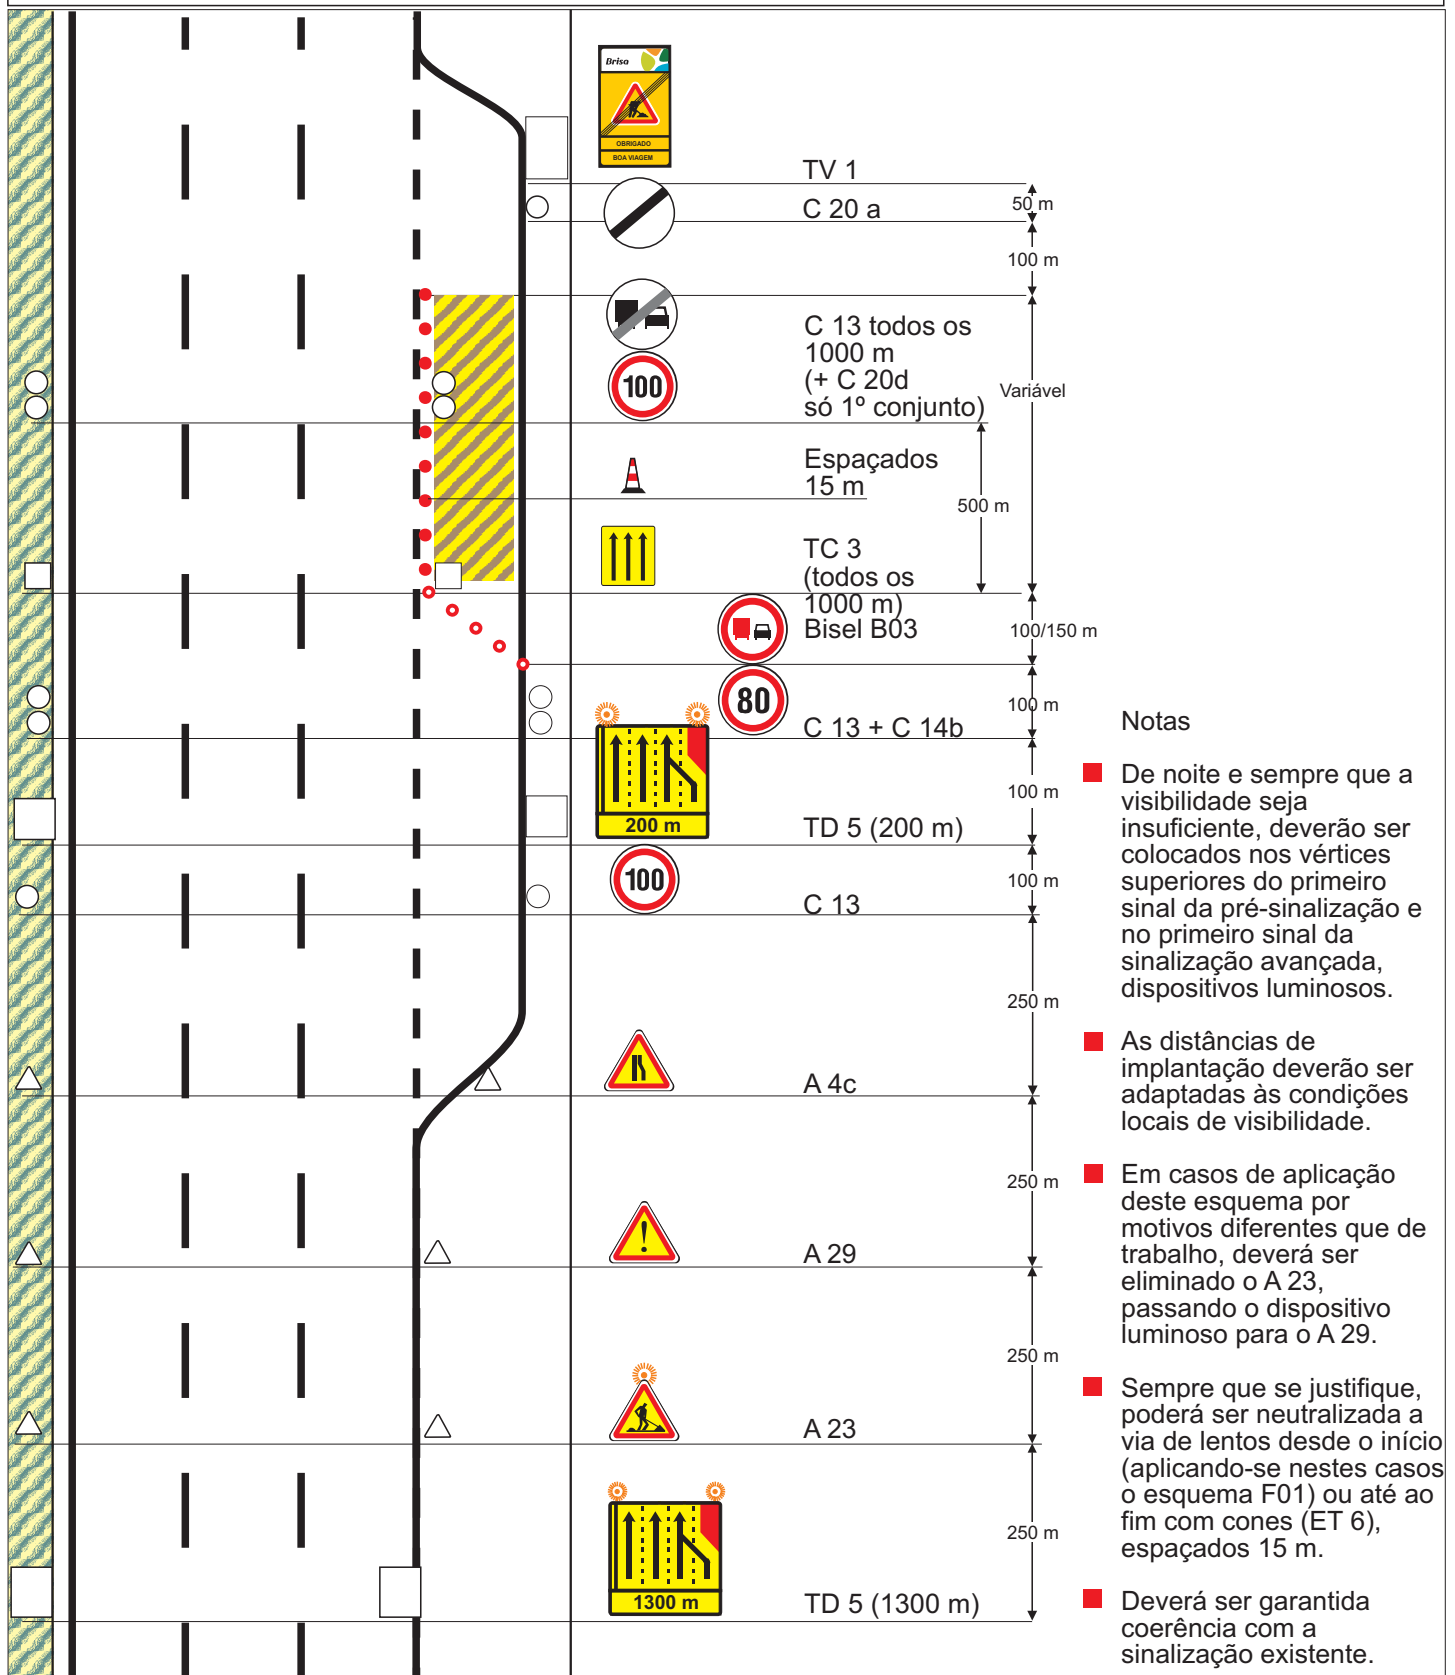 Brisa
OBRIGADO
BOA VIAGEM
TV 1
50 m
C 20 a
100 m
C 13 todos os
1000 m
(+ C 20d
só 1º conjunto)
100
Variável
Espaçados
15 m
500 m
TC 3
(todos os
1000 m)
Bisel B03
100/150 m
80
100 m
C 13 + C 14b
100 m
200 m
TD 5 (200 m)
100
100 m
C 13
250 m
A 4c
250 m
!
A 29
250 m
A 23
250 m
1300 m
TD 5 (1300 m)
Notas
De noite e sempre que a
visibilidade seja
insuficiente, deverão ser
colocados nos vértices
superiores do primeiro
sinal da pré-sinalização e
no primeiro sinal da
sinalização avançada,
dispositivos luminosos.
As distâncias de
implantação deverão ser
adaptadas às condições
locais de visibilidade.
Em casos de aplicação
deste esquema por
motivos diferentes que de
trabalho, deverá ser
eliminado o A 23,
passando o dispositivo
luminoso para o A 29.
Sempre que se justifique,
poderá ser neutralizada a
via de lentos desde o início
(aplicando-se nestes casos
o esquema F01) ou até ao
fim com cones (ET 6),
espaçados 15 m.
Deverá ser garantida
coerência com a
sinalização existente.